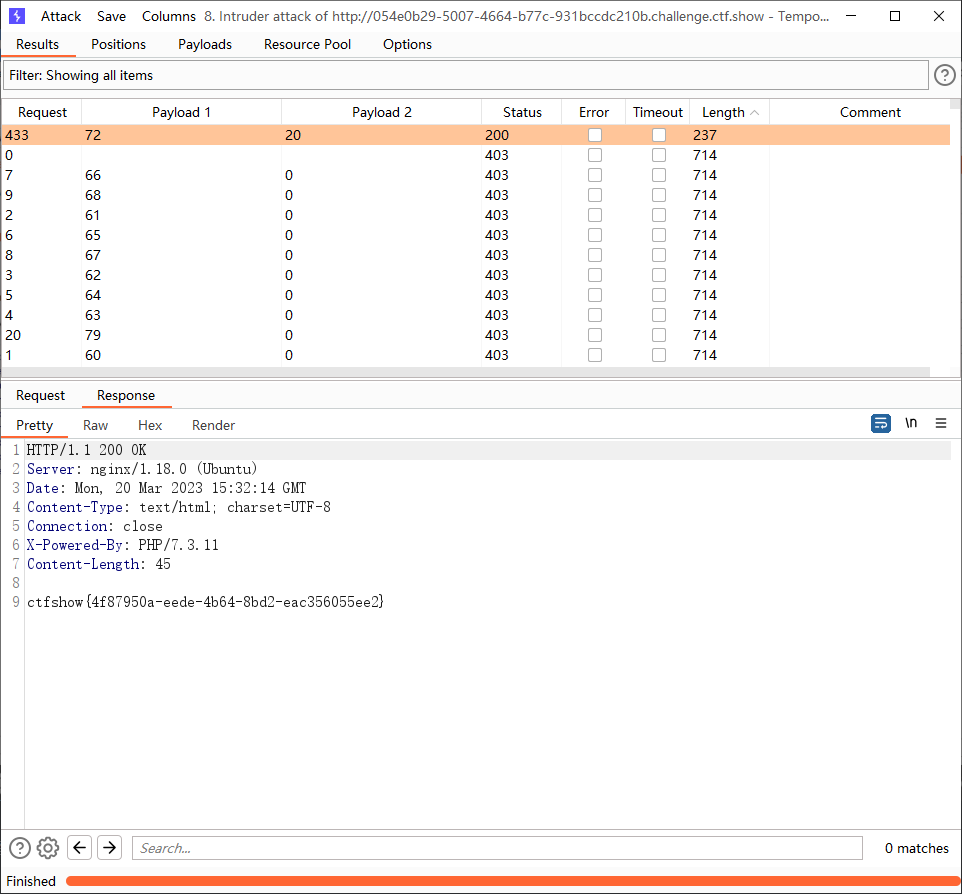 Attack Save Columns 8. Intruder attack of http://054e0b29-5007-4664-b77c-931bccdc210b.challenge.ctf.show - Tempo...
Results Positions Payloads Resource Pool Options
Filter: Showing all items ?
Request Payload 1 Payload 2 Status Error Timeout Length Comment
433 72 20 200 237
0 403 714
7 66 0 403 714
9 68 0 403 714
2 61 0 403 714
6 65 0 403 714
8 67 0 403 714
3 62 0 403 714
5 64 0 403 714
4 63 0 403 714
20 79 0 403 714
1 60 0 403 714
Request Response
Pretty Raw Hex Render \n
1 HTTP/1.1 200 OK
2 Server: nginx/1.18.0 (Ubuntu)
3 Date: Mon, 20 Mar 2023 15:32:14 GMT
4 Content-Type: text/html; charset=UTF-8
5 Connection: close
6 X-Powered-By: PHP/7.3.11
7 Content-Length: 45
8
9 ctfshow{4f87950a-eede-4b64-8bd2-eac356055ee2}
? Search... 0 matches
Finished